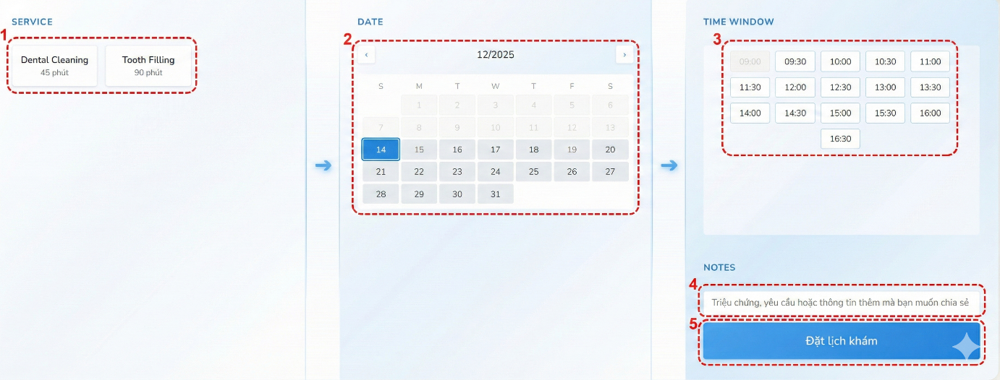 SERVICE
1
Dental Cleaning
45 phút
Tooth Filling
90 phút
DATE
2
‹ 12/2025 ›
S M T W T F S
1 2 3 4 5 6
7 8 9 10 11 12 13
14 15 16 17 18 19 20
21 22 23 24 25 26 27
28 29 30 31
TIME WINDOW
3
09:00 09:30 10:00 10:30 11:00
11:30 12:00 12:30 13:00 13:30
14:00 14:30 15:00 15:30 16:00
16:30
NOTES
4
Triệu chứng, yêu cầu hoặc thông tin thêm mà bạn muốn chia sẻ
5
Đặt lịch khám